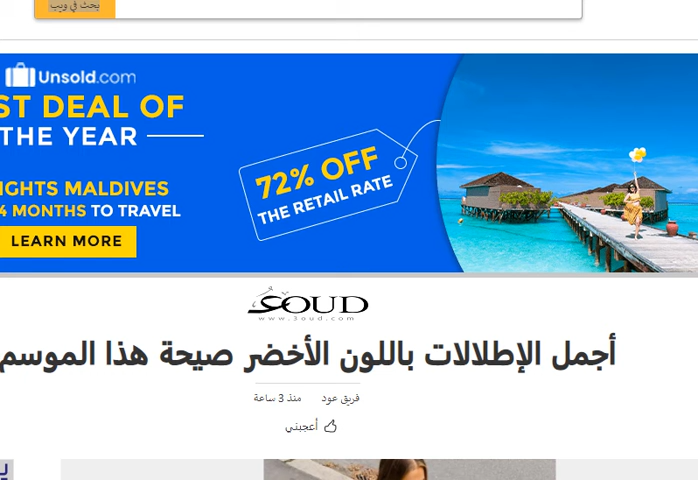 بحث في ويب
Unsold.com
ST DEAL OF
THE YEAR
IGHTS MALDIVES
4 MONTHS TO TRAVEL
LEARN MORE
72% OFF
THE RETAIL RATE
3OUD
www.3oud.com
أجمل الإطلالات باللون الأخضر صيحة هذا الموسم
فريق عود
منذ 3 ساعة
أعجبني